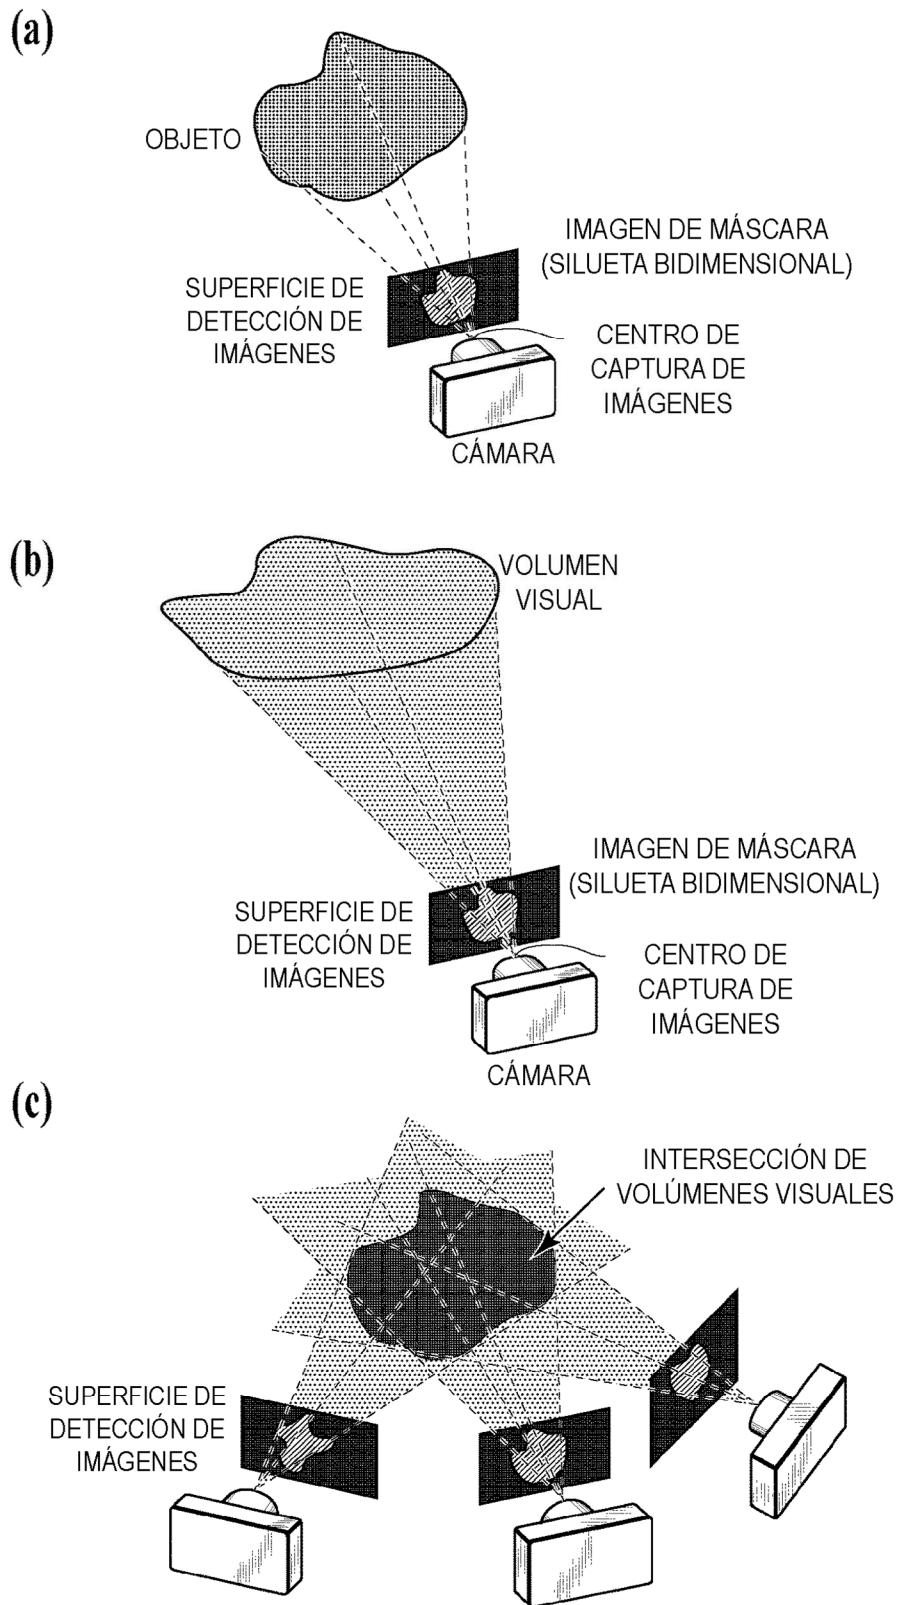 (a)
OBJETO
IMAGEN DE MÁSCARA
(SILUETA BIDIMENSIONAL)
SUPERFICIE DE
DETECCIÓN DE
IMÁGENES
CENTRO DE
CAPTURA DE
IMÁGENES
CÁMARA
(b)
VOLUMEN
VISUAL
IMAGEN DE MÁSCARA
(SILUETA BIDIMENSIONAL)
SUPERFICIE DE
DETECCIÓN DE
IMÁGENES
CENTRO DE
CAPTURA DE
IMÁGENES
CÁMARA
(c)
INTERSECCIÓN DE
VOLÚMENES VISUALES
SUPERFICIE DE
DETECCIÓN DE
IMÁGENES